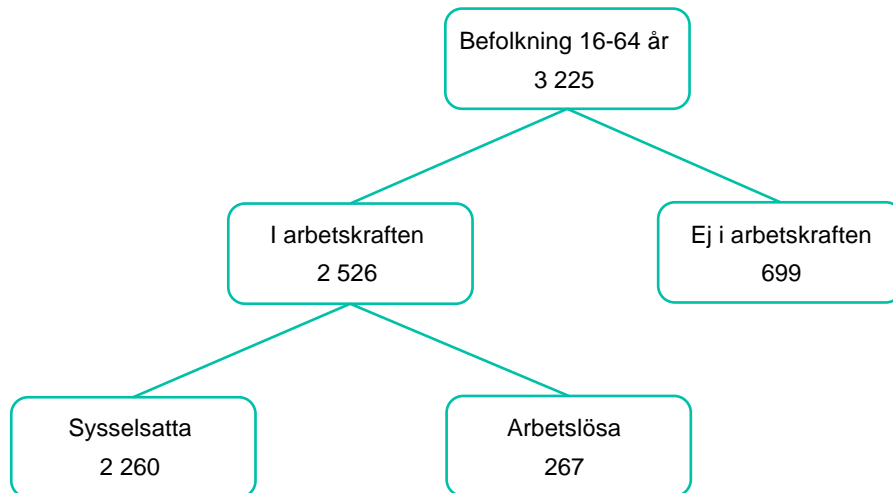 Befolkning 16-64 år
3 225
I arbetskraften
2 526
Ej i arbetskraften
699
Sysselsatta
2 260
Arbetslösa
267